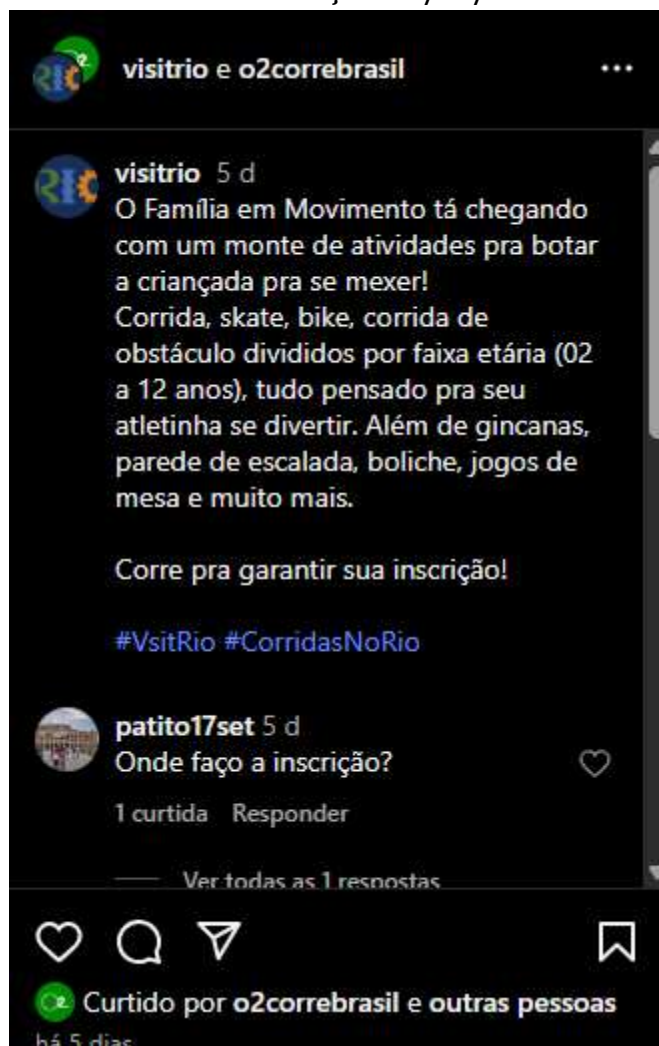 visitrio e o2correbrasil
visitrio 5 d
O Família em Movimento tá chegando
com um monte de atividades pra botar
a criançada pra se mexer!
Corrida, skate, bike, corrida de
obstáculo divididos por faixa etária (02
a 12 anos), tudo pensado pra seu
atletinha se divertir. Além de gincanas,
parede de escalada, boliche, jogos de
mesa e muito mais.
Corre pra garantir sua inscrição!
#VsitRio #CorridasNoRio
patito17set 5 d
Onde faço a inscrição?
1 curtida Responder
Ver todas as 1 respostas
Curtido por o2correbrasil e outras pessoas
há 5 dias